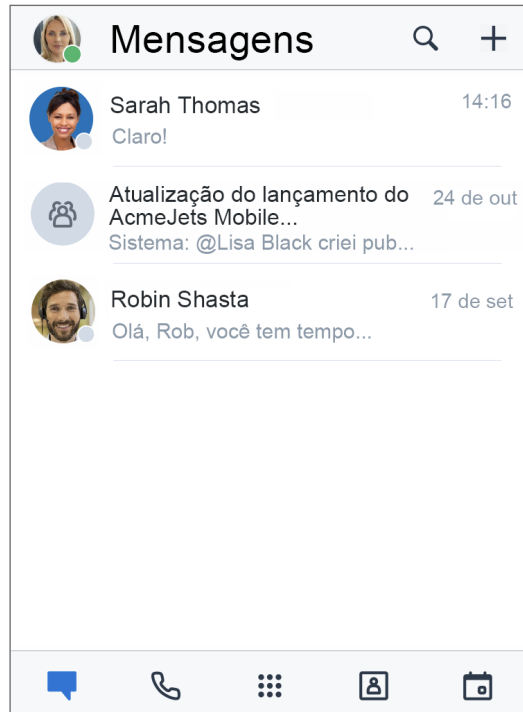 Mensagens
Sarah Thomas 14:16
Claro!
Atualização do lançamento do 24 de out
AcmeJets Mobile...
Sistema: @Lisa Black criei pub...
Robin Shasta 17 de set
Olá, Rob, você tem tempo...